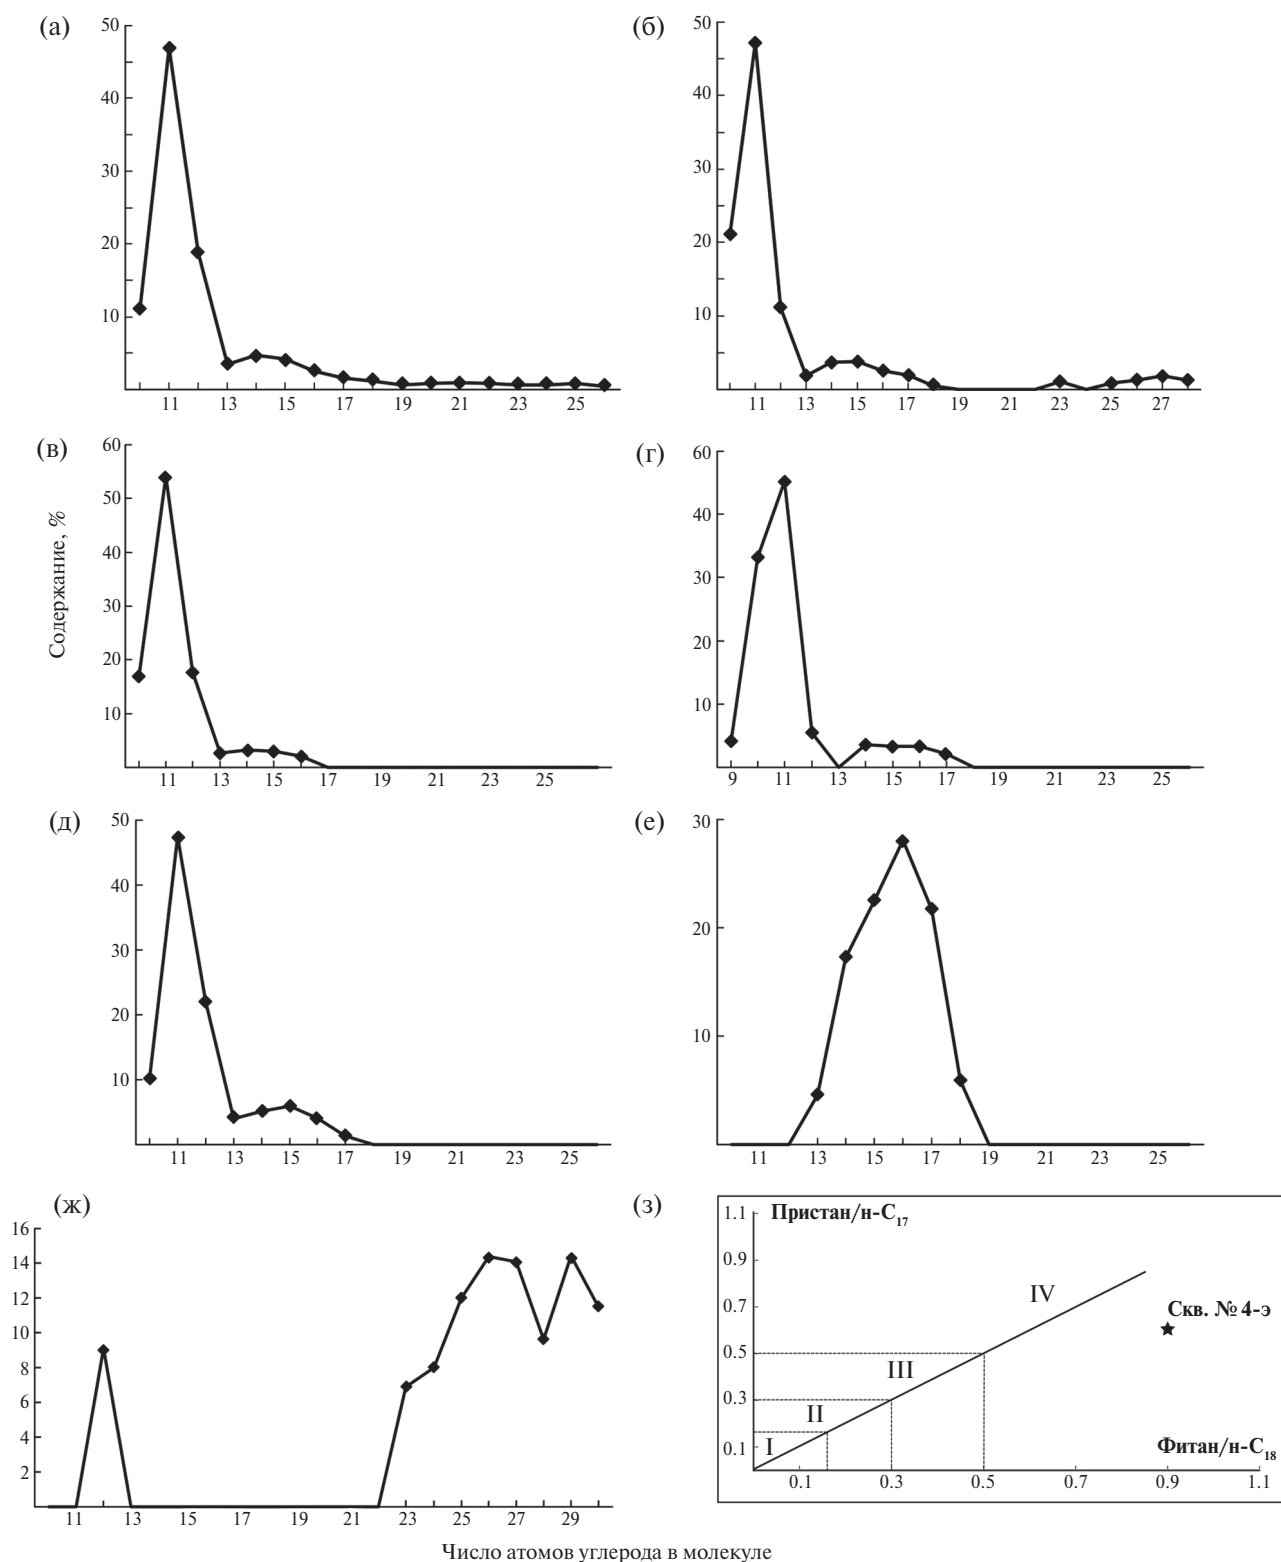 (а)
50
40
30
20
10
11 13 15 17 19 21 23 25
(б)
50
40
30
20
10
11 13 15 17 19 21 23 25 27
(в)
60
50
40
30
20
10
11 13 15 17 19 21 23 25
Содержание, %
(г)
60
50
40
30
20
10
9 11 13 15 17 19 21 23 25
(д)
50
40
30
20
10
11 13 15 17 19 21 23 25
(е)
30
20
10
11 13 15 17 19 21 23 25
(ж)
16
14
12
10
8
6
4
2
11 13 15 17 19 21 23 25 27 29
(з)
1.1 Пристан/н-C₁₇
0.9
IV
0.7
Скв. № 4-э
0.5
III
0.3
II
0.1 I
Фитан/н-C₁₈
0.1 0.3 0.5 0.7 0.9 1.1
Число атомов углерода в молекуле